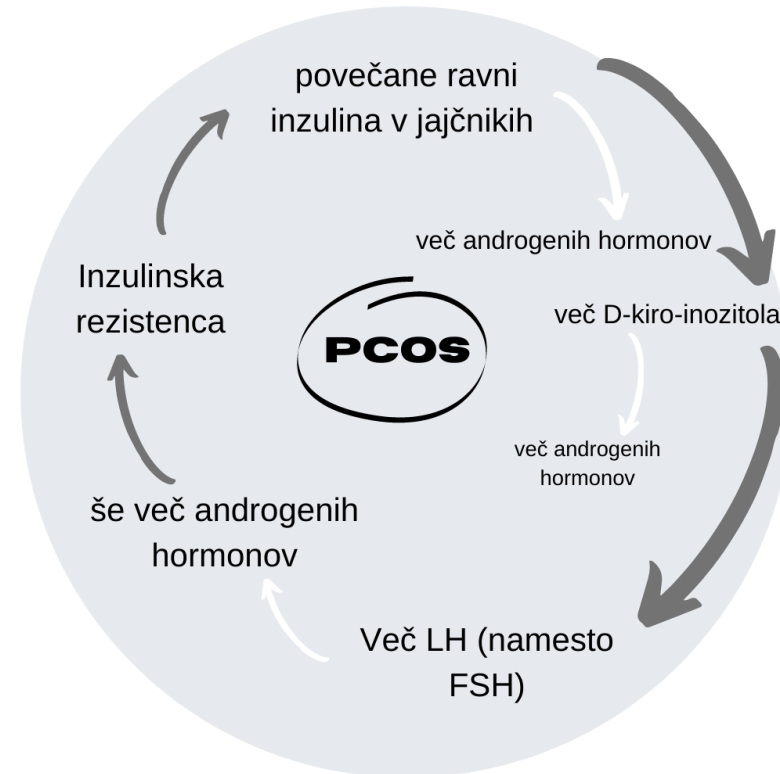 povečane ravni
inzulina v jajčnikih
več androgenih hormonov
Inzulinska
rezistenca
več D-kiro-inozitola
PCOS
več androgenih
hormonov
še več androgenih
hormonov
Več LH (namesto
FSH)